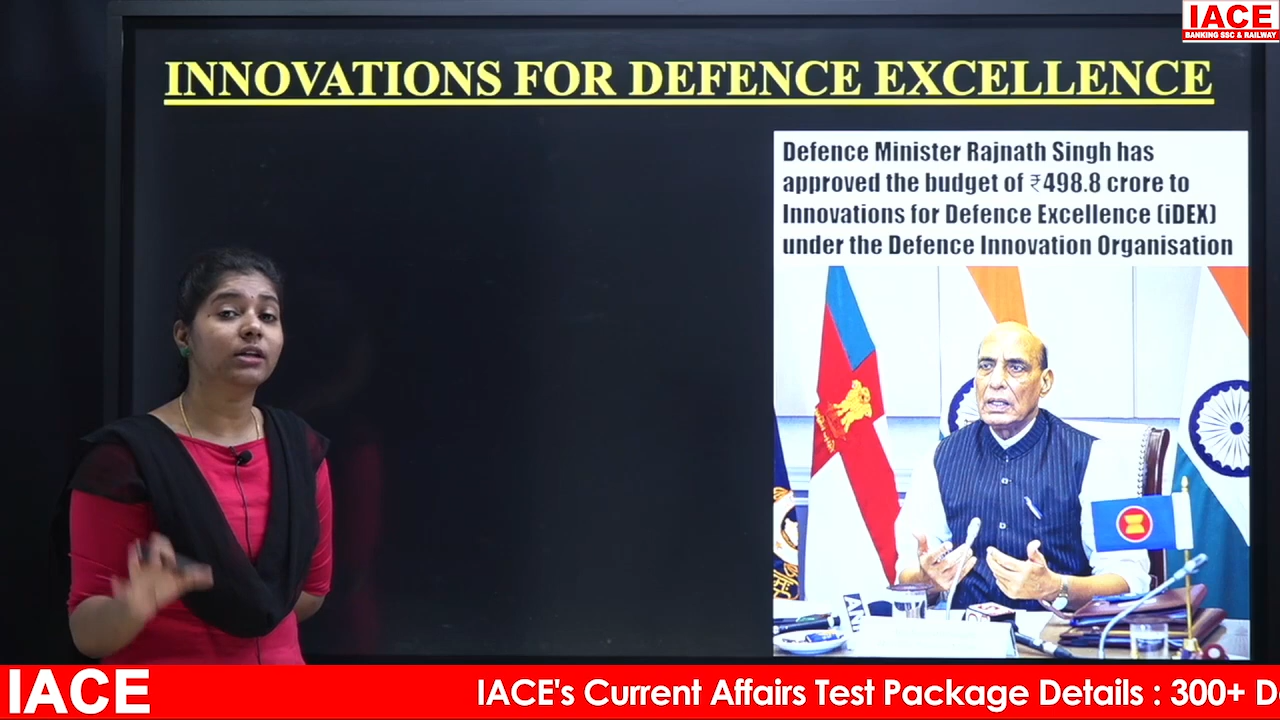 IACE
BANKING SSC & RAILWAY
INNOVATIONS FOR DEFENCE EXCELLENCE
Defence Minister Rajnath Singh has
approved the budget of ₹498.8 crore to
Innovations for Defence Excellence (iDEX)
under the Defence Innovation Organisation
IACE
IACE's Current Affairs Test Package Details : 300+ D